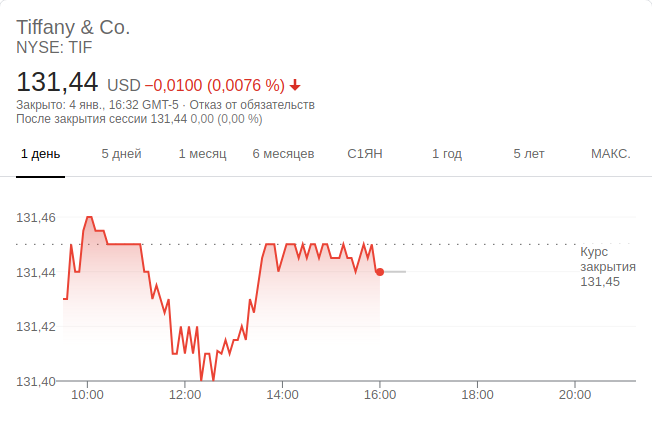 Tiffany & Co.
NYSE: TIF
131,44 USD −0,0100 (0,0076 %)
Закрыто: 4 янв., 16:32 GMT-5 · Отказ от обязательств
После закрытия сессии 131,44 0,00 (0,00 %)
1 день 5 дней 1 месяц 6 месяцев С1ЯН 1 год 5 лет МАКС.
131,46
Курс
закрытия
131,45
131,44
131,42
131,40
10:00 12:00 14:00 16:00 18:00 20:00